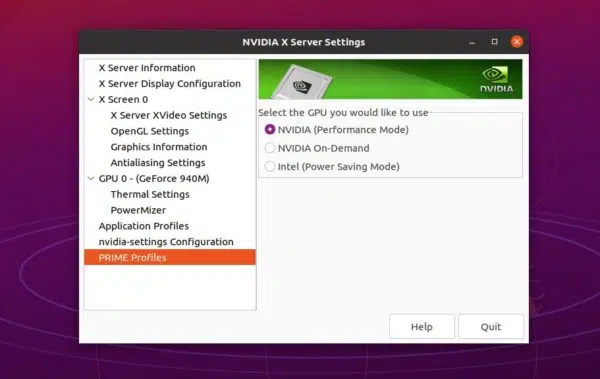 NVIDIA X Server Settings
X Server Information
X Server Display Configuration
X Screen 0
X Server XVideo Settings
OpenGL Settings
Graphics Information
Antialiasing Settings
GPU 0 - (GeForce 940M)
Thermal Settings
PowerMizer
Application Profiles
nvidia-settings Configuration
PRIME Profiles
NVIDIA
Select the GPU you would like to use
NVIDIA (Performance Mode)
NVIDIA On-Demand
Intel (Power Saving Mode)
Help
Quit